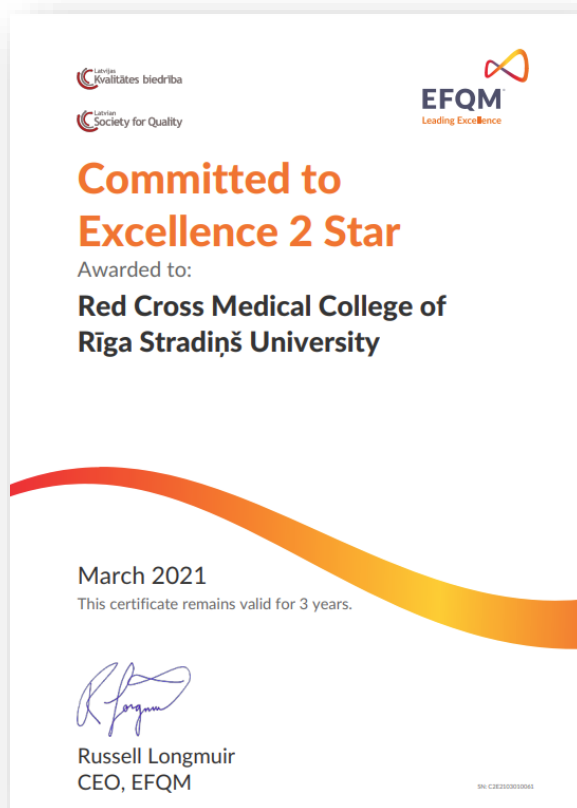 Latvijas
Kvalitātes biedrība
Latvian
Society for Quality
EFQM
Leading Excellence
Committed to
Excellence 2 Star
Awarded to:
Red Cross Medical College of
Rīga Stradiņš University
March 2021
This certificate remains valid for 3 years.
Russell Longmuir
CEO, EFQM